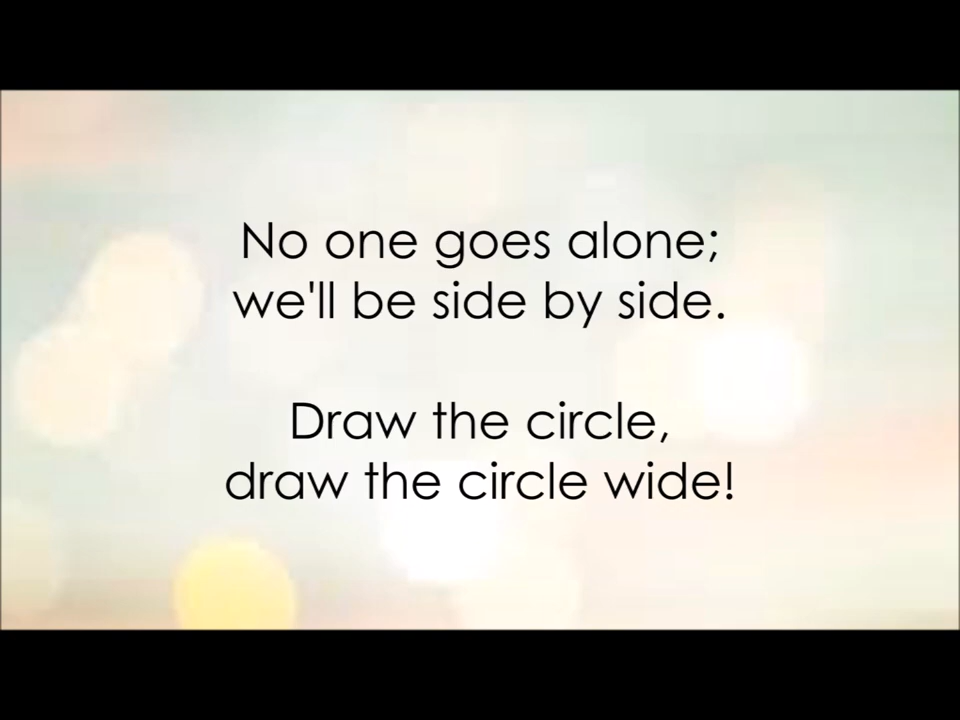 No one goes alone;
we'll be side by side.
Draw the circle,
draw the circle wide!